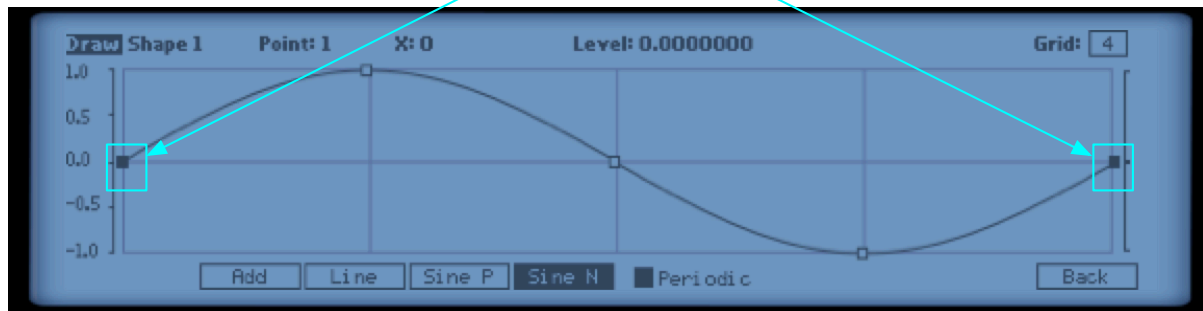 Draw Shape 1 Point: 1 X: 0 Level: 0.0000000 Grid: 4
1.0
0.5
0.0
-0.5
-1.0
Add Line Sine P Sine N Periodic Back